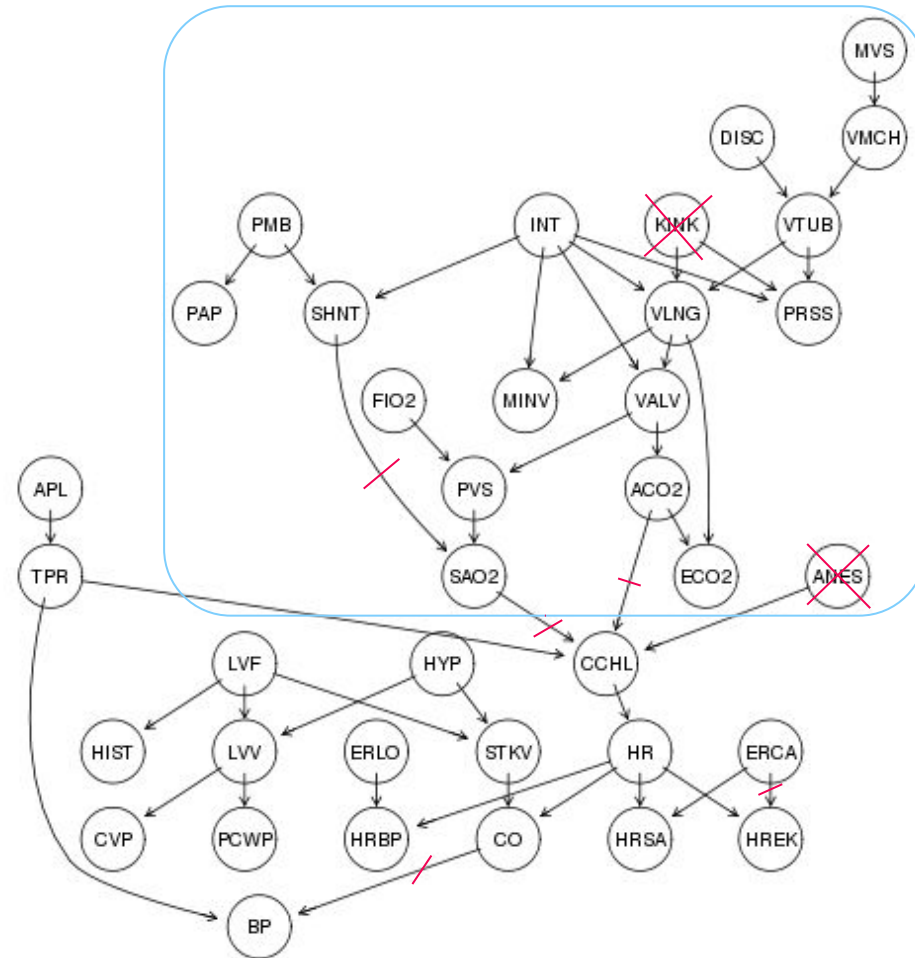 MVS
DISC VMCH
PMB INT KINK VTUB
PAP SHNT VLNG PRSS
FIO2 MINV VALV
APL PVS ACO2
TPR SAO2 ECO2 ANES
LVF HYP CCHL
HIST LVV ERLO STKV HR ERCA
CVP PCWP HRBP CO HRSA HREK
BP